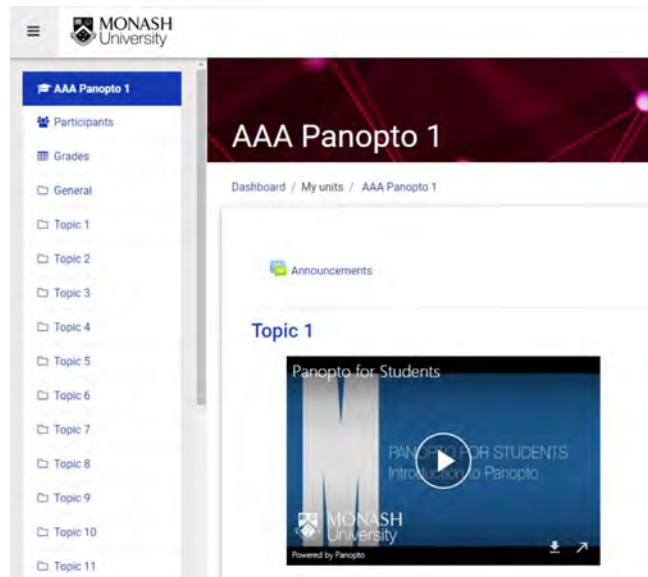 MONASH
University
AAA Panopto 1
Participants
Grades
General
Topic 1
Topic 2
Topic 3
Topic 4
Topic 5
Topic 6
Topic 7
Topic 8
Topic 9
Topic 10
Topic 11
AAA Panopto 1
Dashboard / My units / AAA Panopto 1
Announcements
Topic 1
Panopto for Students
PANOPTO FOR STUDENTS
Introduction to Panopto
MONASH
University
Powered by Panopto